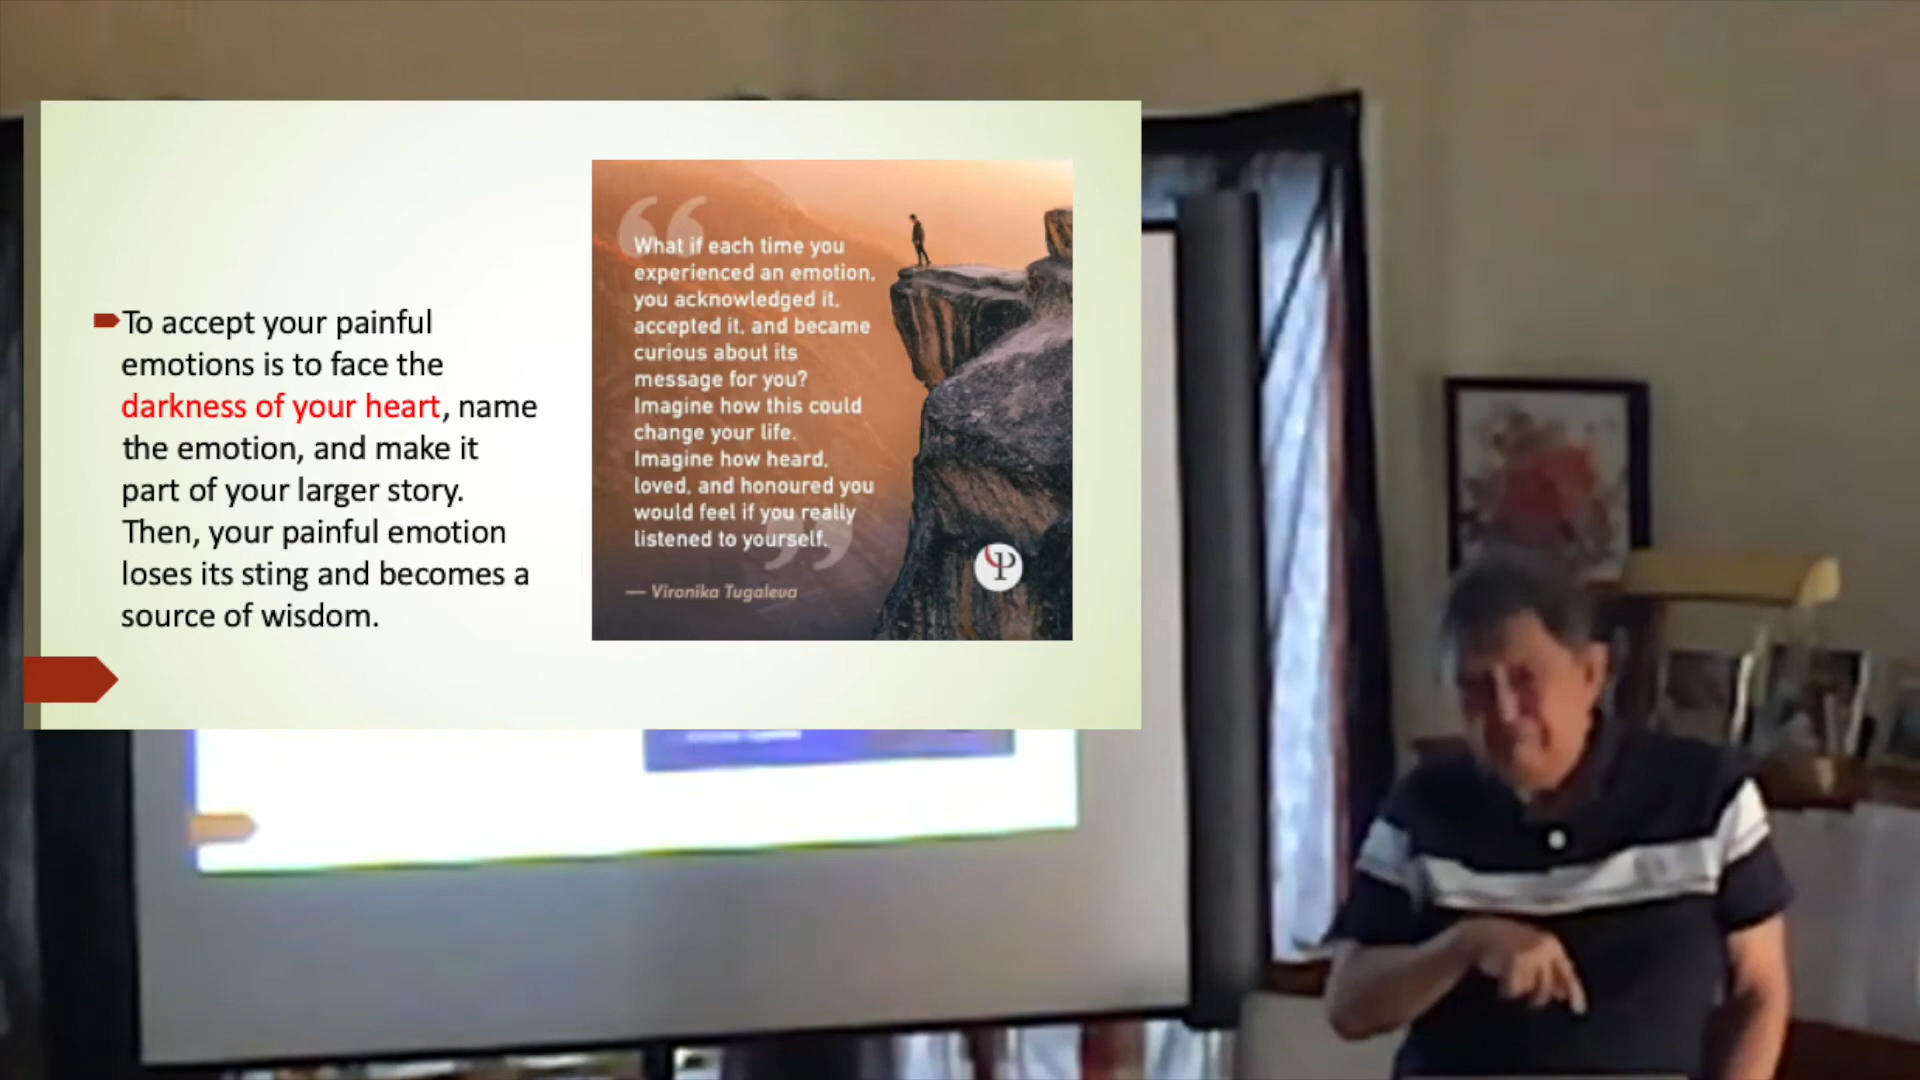 To accept your painful
emotions is to face the
darkness of your heart, name
the emotion, and make it
part of your larger story.
Then, your painful emotion
loses its sting and becomes a
source of wisdom.
What if each time you
experienced an emotion,
you acknowledged it,
accepted it, and became
curious about its
message for you?
Imagine how this could
change your life.
Imagine how heard,
loved, and honoured you
would feel if you really
listened to yourself.
— Vironika Tugaleva